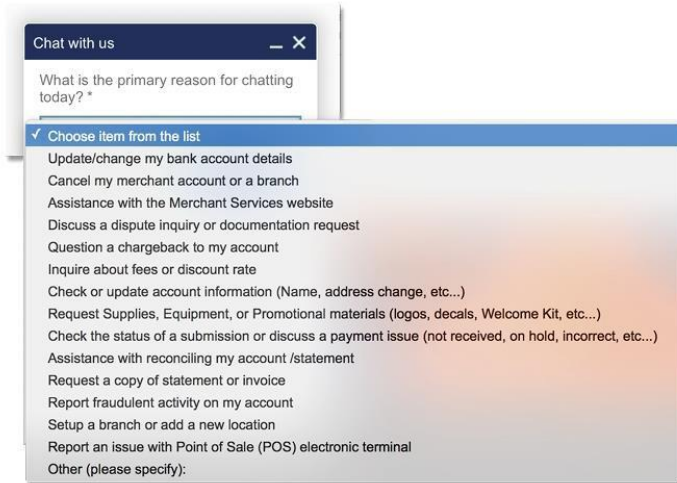 Chat with us
What is the primary reason for chatting
today? *
Choose item from the list
Update/change my bank account details
Cancel my merchant account or a branch
Assistance with the Merchant Services website
Discuss a dispute inquiry or documentation request
Question a chargeback to my account
Inquire about fees or discount rate
Check or update account information (Name, address change, etc...)
Request Supplies, Equipment, or Promotional materials (logos, decals, Welcome Kit, etc...)
Check the status of a submission or discuss a payment issue (not received, on hold, incorrect, etc...)
Assistance with reconciling my account /statement
Request a copy of statement or invoice
Report fraudulent activity on my account
Setup a branch or add a new location
Report an issue with Point of Sale (POS) electronic terminal
Other (please specify):